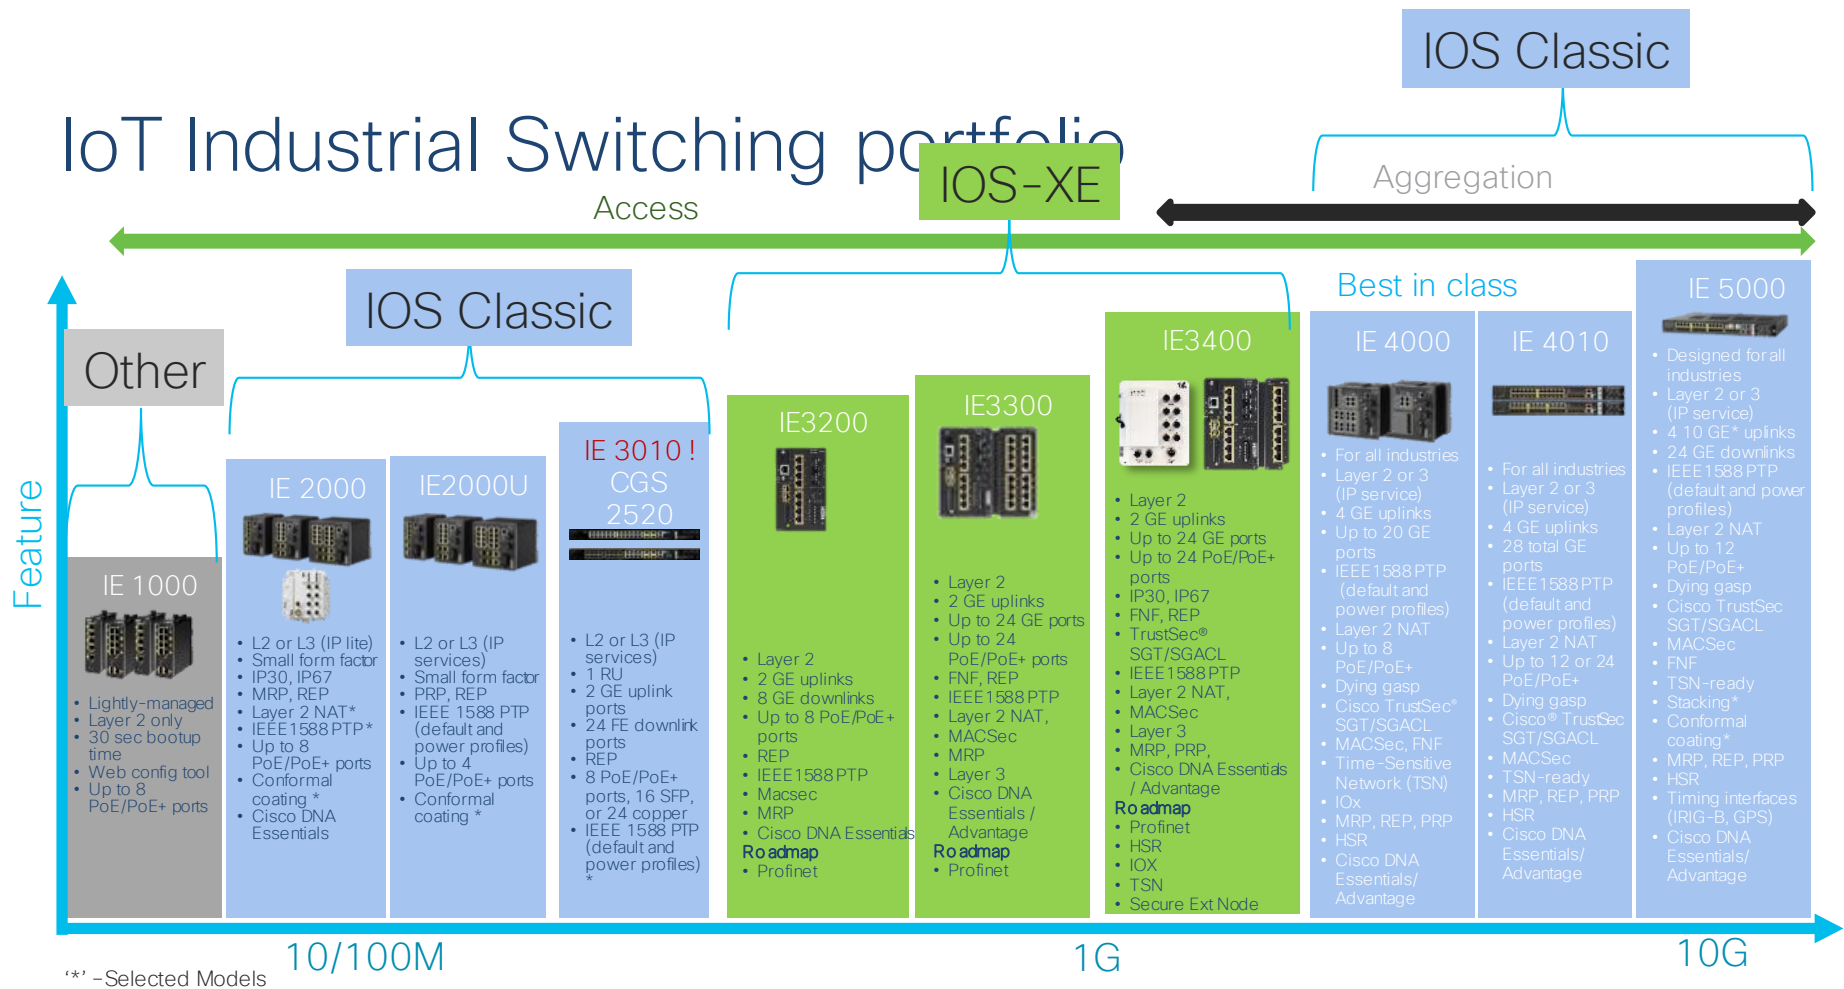 IOS Classic
IoT Industrial Switching portfolio
IOS-XE
Aggregation
Access
IOS Classic
Best in class
Other
Feature
IE 1000
• Lightly-managed
• Layer 2 only
• 30 sec bootup
time
• Web config tool
• Up to 8
PoE/PoE+ ports
IE 2000
• L2 or L3 (IP lite)
• Small form factor
• IP30, IP67
• MRP, REP
• Layer 2 NAT*
• IEEE1588 PTP*
• Up to 8
PoE/PoE+ ports
• Conformal
coating *
• Cisco DNA
Essentials
IE2000U
• L2 or L3 (IP
services)
• Small form factor
• PRP, REP
• IEEE 1588 PTP
(default and
power profiles)
• Up to 4
PoE/PoE+ ports
• Conformal
coating *
IE 3010 !
CGS
2520
• L2 or L3 (IP
services)
• 1 RU
• 2 GE uplink
ports
• 24 FE downlink
ports
• REP
• 8 PoE/PoE+
ports, 16 SFP,
or 24 copper
• IEEE 1588 PTP
(default and
power profiles)
*
IE3200
• Layer 2
• 2 GE uplinks
• 8 GE downlinks
• Up to 8 PoE/PoE+
ports
• REP
• IEEE1588 PTP
• Macsec
• MRP
• Cisco DNA Essentials
Roadmap
• Profinet
IE3300
• Layer 2
• 2 GE uplinks
• Up to 24 GE ports
• Up to 24
PoE/PoE+ ports
• FNF, REP
• IEEE1588 PTP
• Layer 2 NAT,
• MACSec
• MRP
• Layer 3
• Cisco DNA
Essentials /
Advantage
Roadmap
• Profinet
IE3400
• Layer 2
• 2 GE uplinks
• Up to 24 GE ports
• Up to 24 PoE/PoE+
ports
• IP30, IP67
• FNF, REP
• TrustSec®
SGT/SGACL
• IEEE1588 PTP
• Layer 2 NAT,
• MACSec
• Layer 3
• MRP, PRP,
• Cisco DNA Essentials
/ Advantage
Roadmap
• Profinet
• HSR
• IOX
• TSN
• Secure Ext Node
IE 4000
• For all industries
• Layer 2 or 3
(IP service)
• 4 GE uplinks
• Up to 20 GE
ports
• IEEE1588 PTP
(default and
power profiles)
• Layer 2 NAT
• Up to 8
PoE/PoE+
• Dying gasp
• Cisco TrustSec®
SGT/SGACL
• MACSec, FNF
• Time-Sensitive
Network (TSN)
• IOx
• MRP, REP, PRP
• HSR
• Cisco DNA
Essentials/
Advantage
IE 4010
• For all industries
• Layer 2 or 3
(IP service)
• 4 GE uplinks
• 28 total GE
ports
• IEEE1588 PTP
(default and
power profiles)
• Layer 2 NAT
• Up to 12 or 24
PoE/PoE+
• Dying gasp
• Cisco® TrustSec
SGT/SGACL
• MACSec
• TSN-ready
• MRP, REP, PRP
• HSR
• Cisco DNA
Essentials/
Advantage
IE 5000
• Designed for all
industries
• Layer 2 or 3
(IP service)
• 4 10 GE* uplinks
• 24 GE downlinks
• IEEE1588 PTP
(default and power
profiles)
• Layer 2 NAT
• Up to 12
PoE/PoE+
• Dying gasp
• Cisco TrustSec
SGT/SGACL
• MACSec
• FNF
• TSN-ready
• Stacking*
• Conformal
coating*
• MRP, REP, PRP
• HSR
• Timing interfaces
(IRIG-B, GPS)
• Cisco DNA
Essentials/
Advantage
10/100M
1G
10G
‘*’ -Selected Models